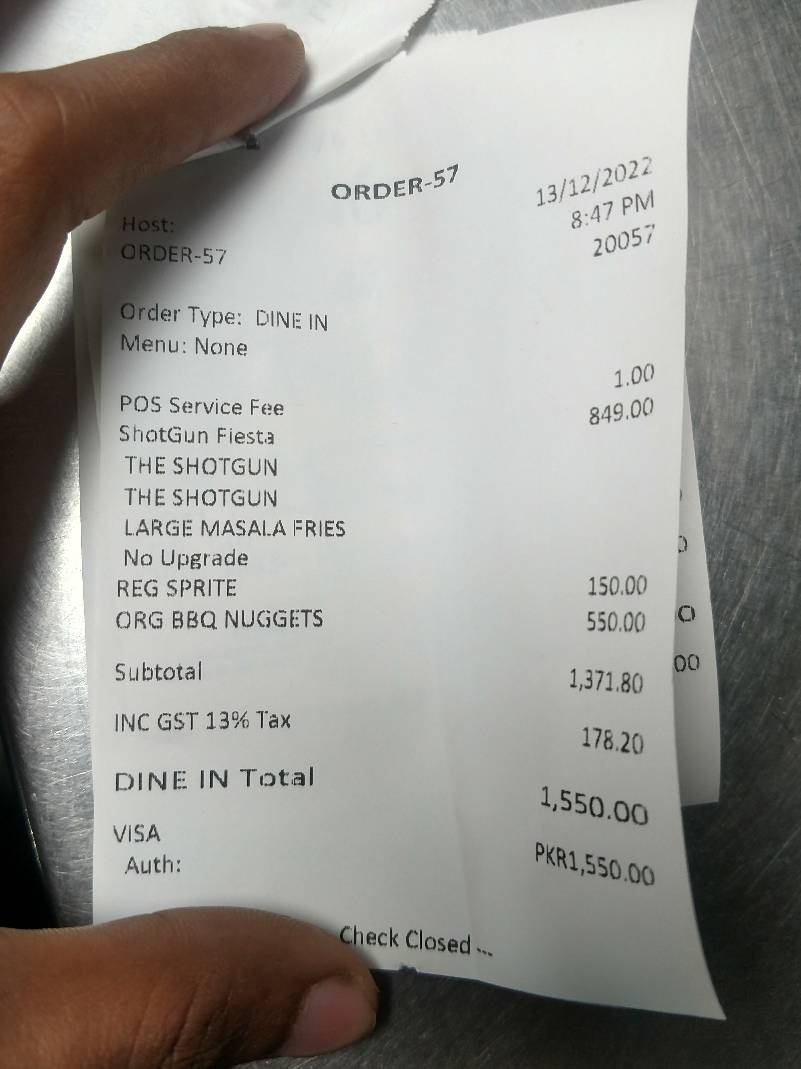 ORDER-57
13/12/2022
Host: 8:47 PM
ORDER-57 20057
Order Type: DINE IN
Menu: None
POS Service Fee 1.00
ShotGun Fiesta 849.00
THE SHOTGUN
THE SHOTGUN
LARGE MASALA FRIES
No Upgrade
REG SPRITE 150.00
ORG BBQ NUGGETS 550.00
Subtotal 1,371.80
INC GST 13% Tax 178.20
DINE IN Total 1,550.00
VISA PKR1,550.00
Auth:
Check Closed ...